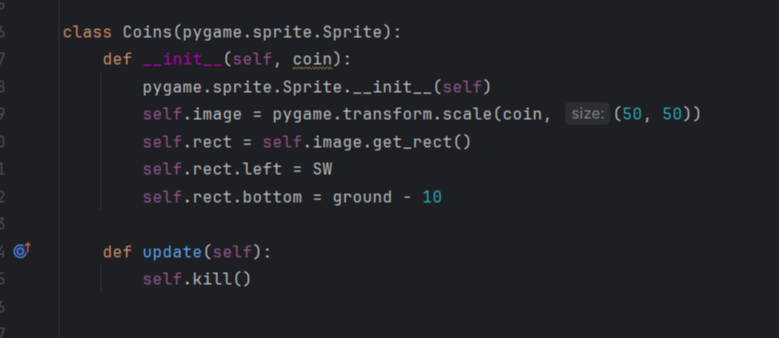 class Coins(pygame.sprite.Sprite):
    def __init__(self, coin):
        pygame.sprite.Sprite.__init__(self)
        self.image = pygame.transform.scale(coin, size: (50, 50))
        self.rect = self.image.get_rect()
        self.rect.left = SW
        self.rect.bottom = ground - 10

    def update(self):
        self.kill()